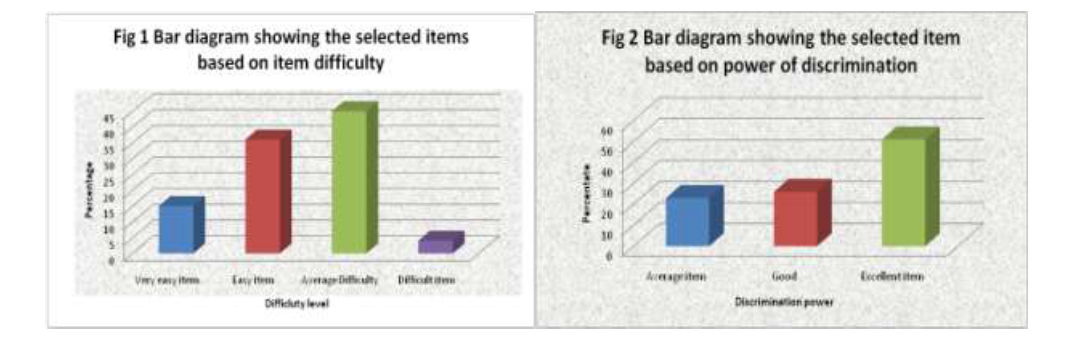 Fig 1 Bar diagram showing the selected items
based on item difficulty
45
40
35
30
25
20
15
10
5
0
Percentage
Very easy item
Easy item
Average Difficulty
Difficult item
Difficluty level
Fig 2 Bar diagram showing the selected item
based on power of discrimination
60
50
40
30
20
10
0
Percentate
Average item
Good
Excellent item
Discrimination power